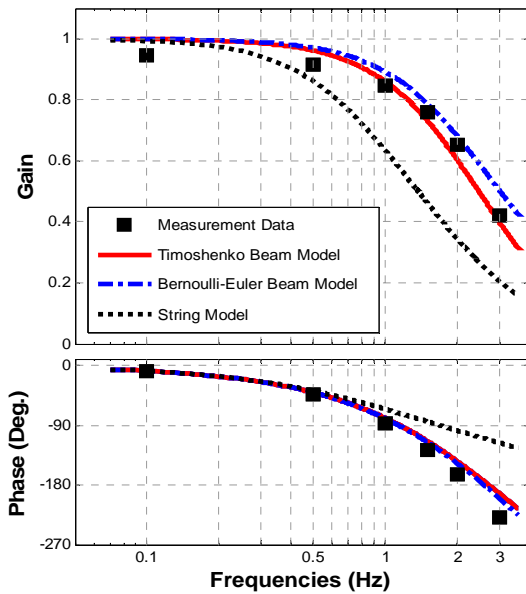 1
0.8
0.6
0.4
0.2
0
Gain
Measurement Data
Timoshenko Beam Model
Bernoulli-Euler Beam Model
String Model
0
-90
-180
-270
Phase (Deg.)
0.1 0.5 1 2 3
Frequencies (Hz)